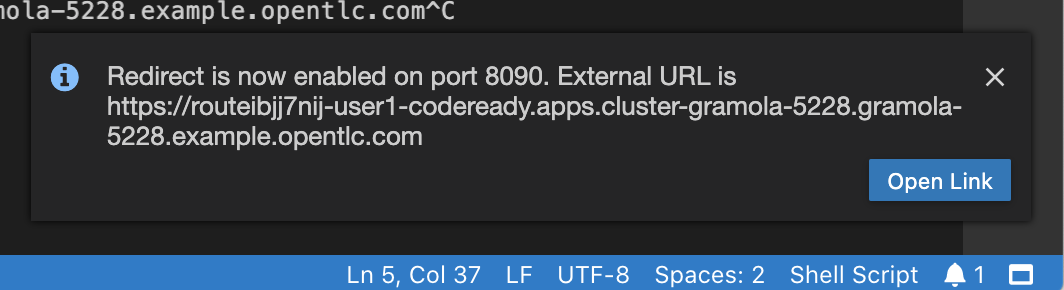 nola-5228.example.opentlc.com^C
Redirect is now enabled on port 8090. External URL is
https://routeibjj7nij-user1-codeready.apps.cluster-gramola-5228.gramola-
5228.example.opentlc.com
Open Link
Ln 5, Col 37 LF UTF-8 Spaces: 2 Shell Script 1